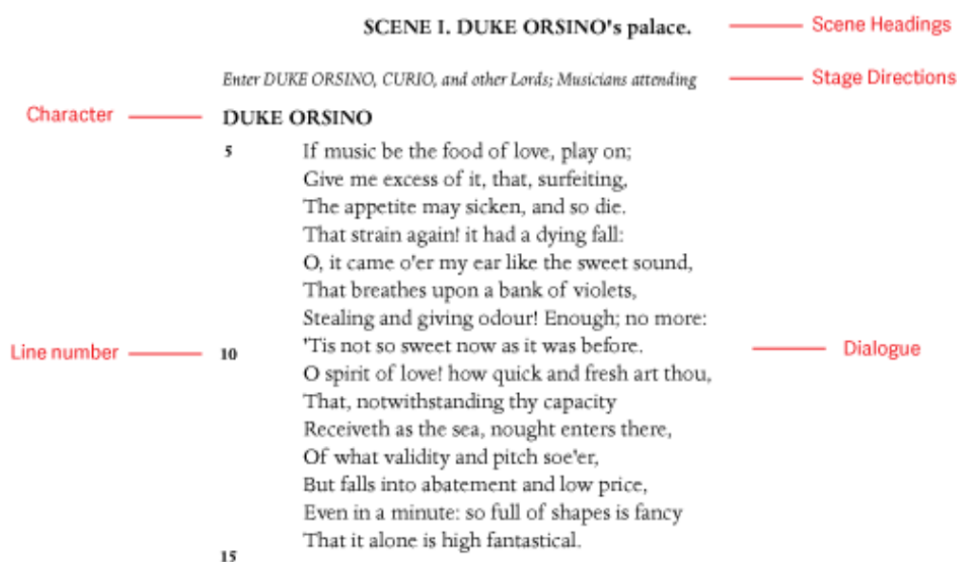 SCENE I. DUKE ORSINO's palace. Scene Headings
Enter DUKE ORSINO, CURIO, and other Lords; Musicians attending Stage Directions
Character DUKE ORSINO
5 If music be the food of love, play on;
Give me excess of it, that, surfeiting,
The appetite may sicken, and so die.
That strain again! it had a dying fall:
O, it came o'er my ear like the sweet sound,
That breathes upon a bank of violets,
Stealing and giving odour! Enough; no more:
Line number 10 'Tis not so sweet now as it was before. Dialogue
O spirit of love! how quick and fresh art thou,
That, notwithstanding thy capacity
Receiveth as the sea, nought enters there,
Of what validity and pitch soe'er,
But falls into abatement and low price,
Even in a minute: so full of shapes is fancy
That it alone is high fantastical.
15